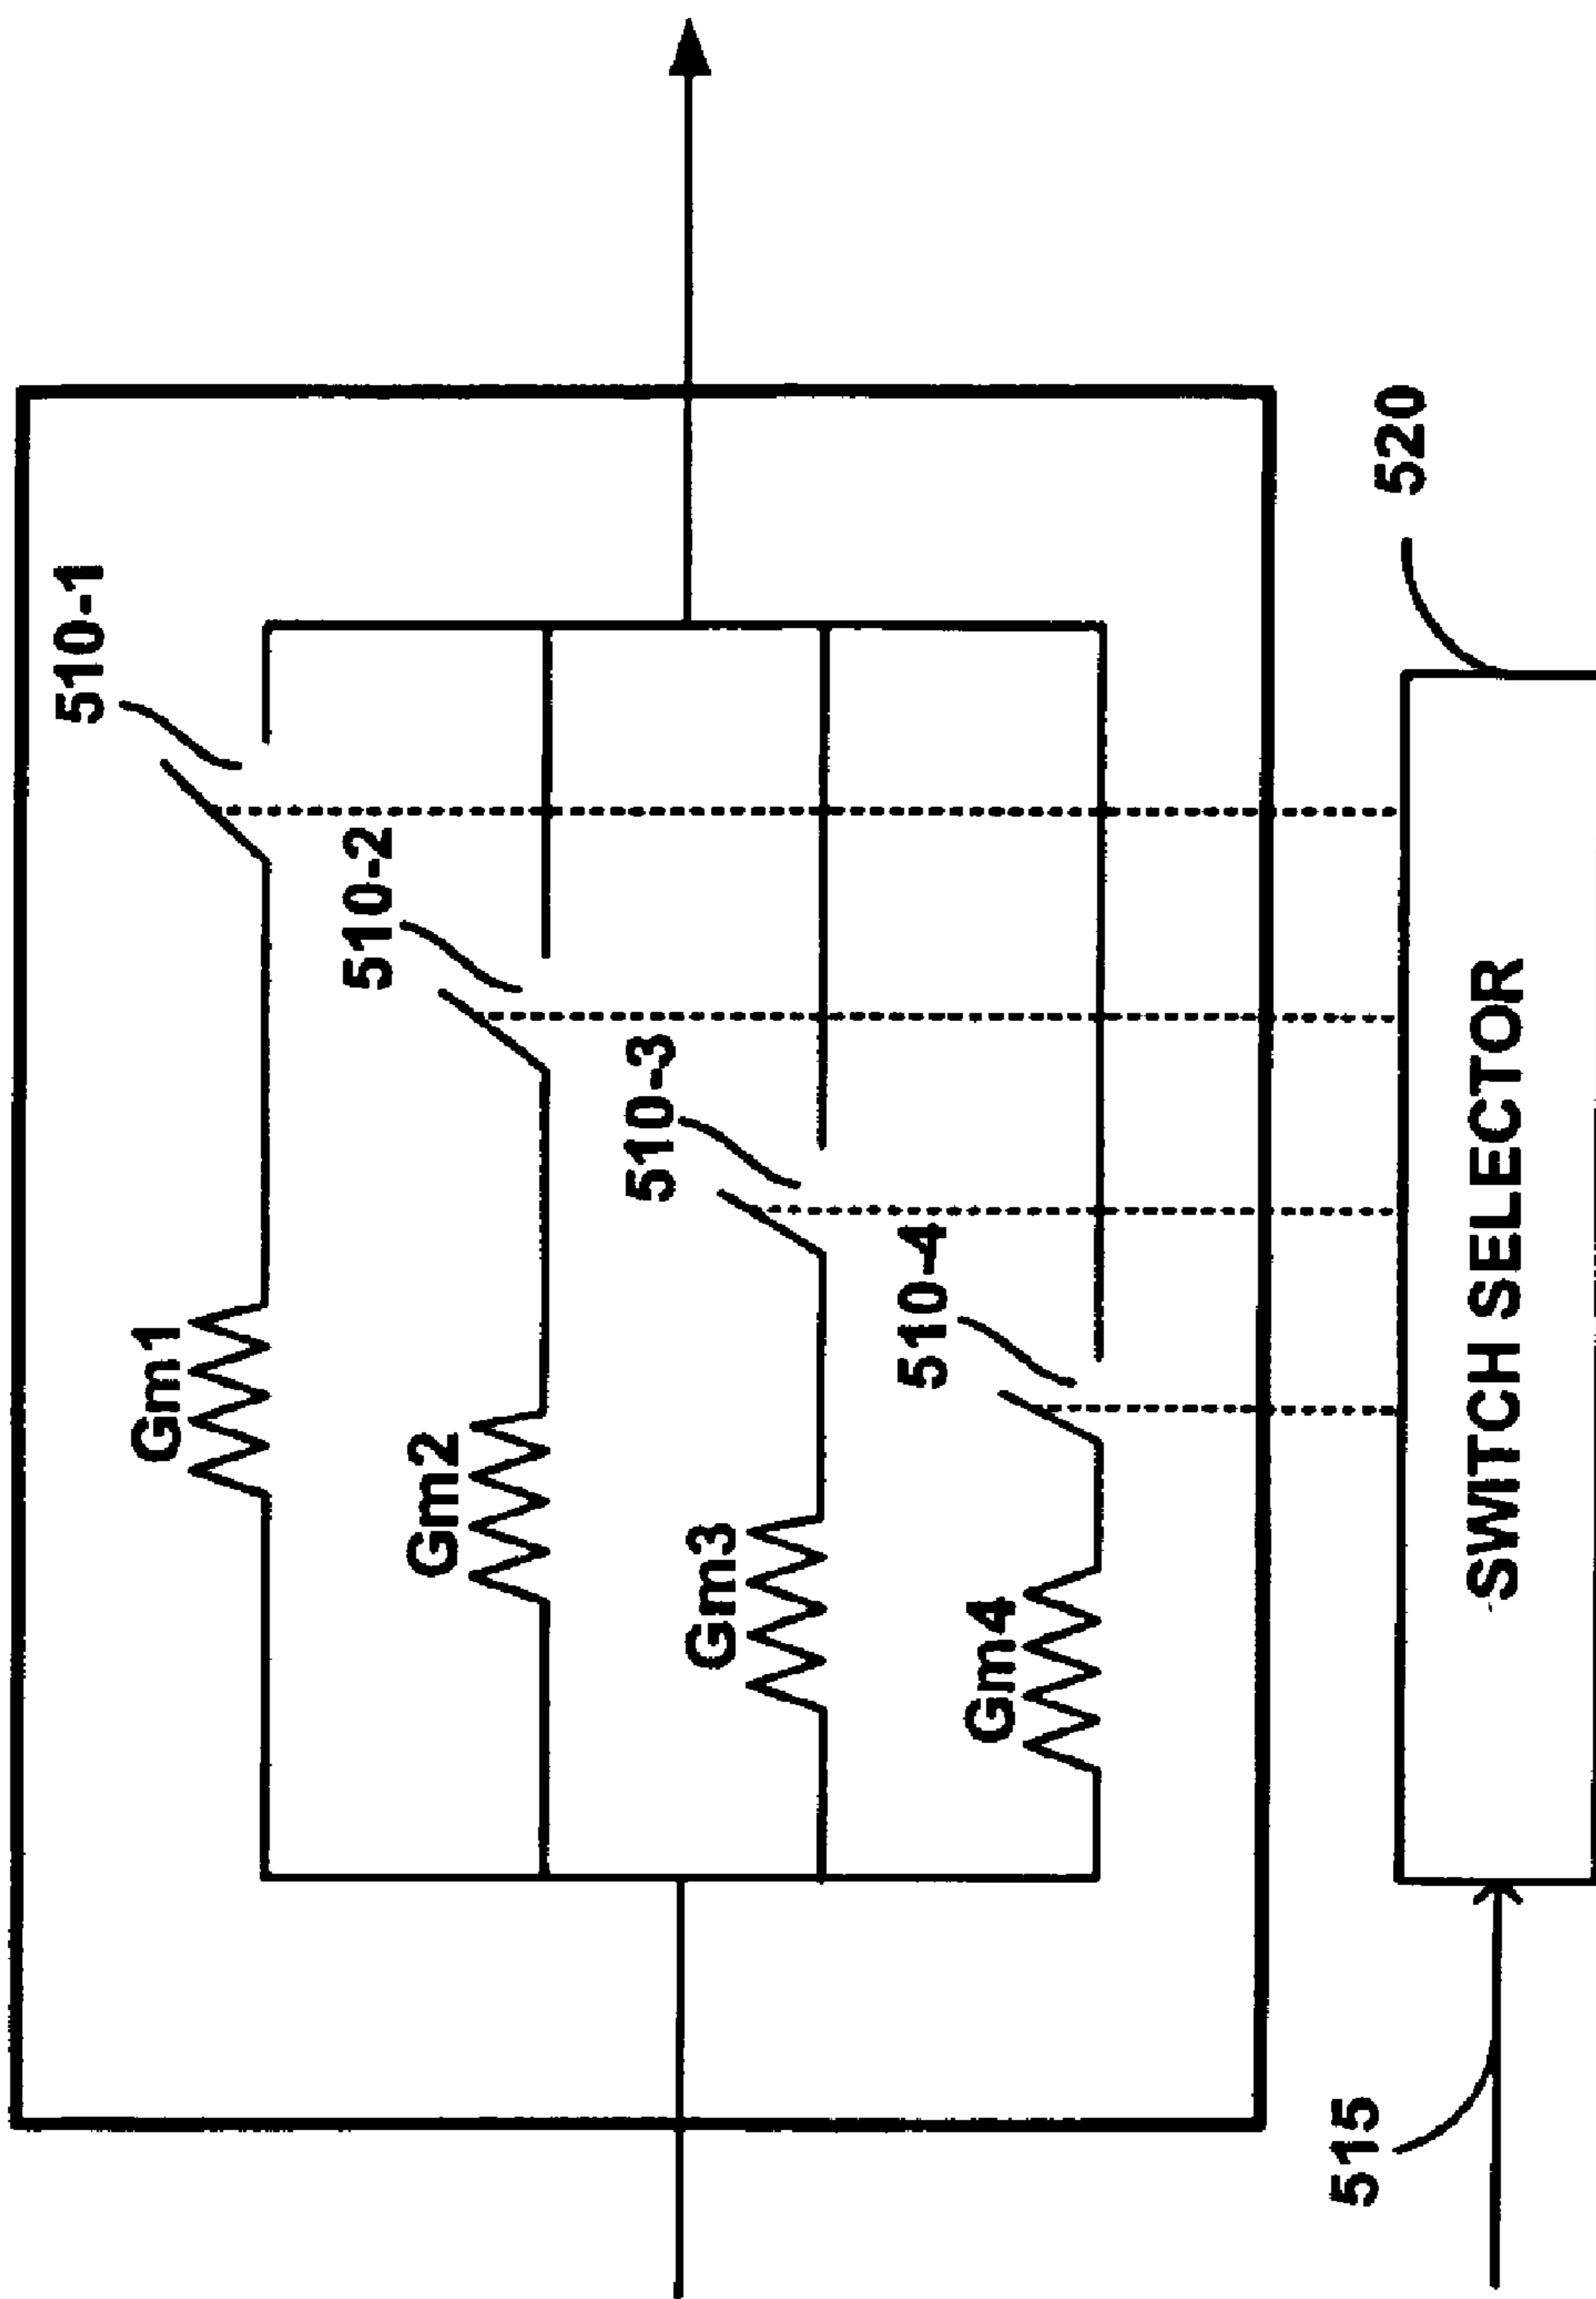 510-1
Gm1
510-2
Gm2
510-3
Gm3
510-4
Gm4
520
SWITCH SELECTOR
515